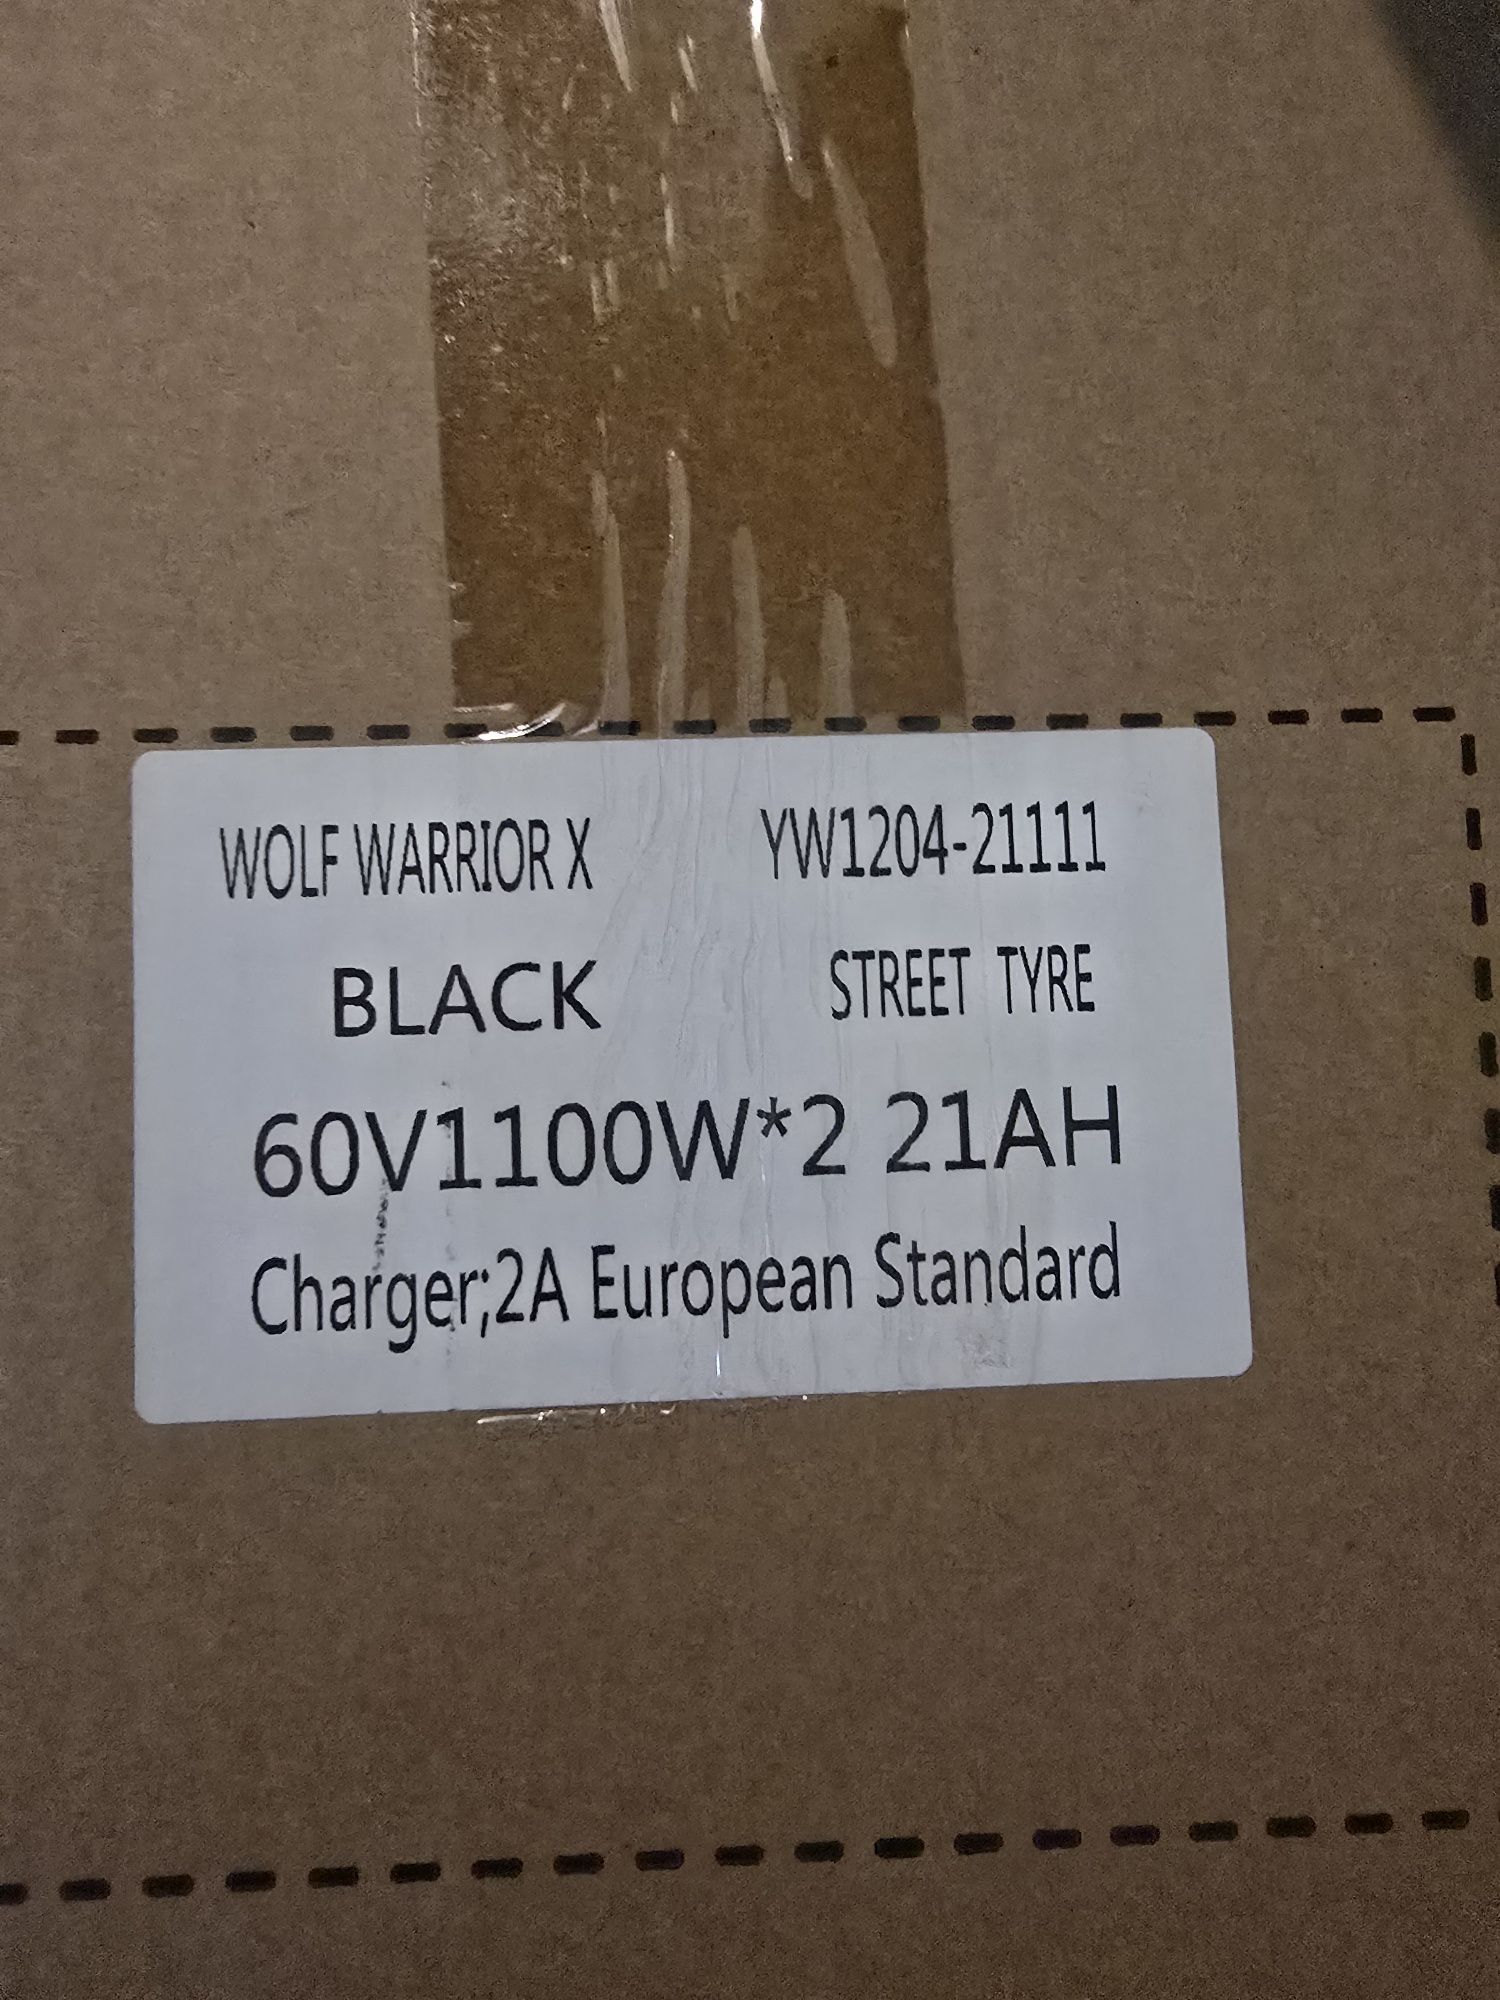 WOLF WARRIOR X YW1204-21111
BLACK STREET TYRE
60V1100W*2 21AH
Charger;2A European Standard